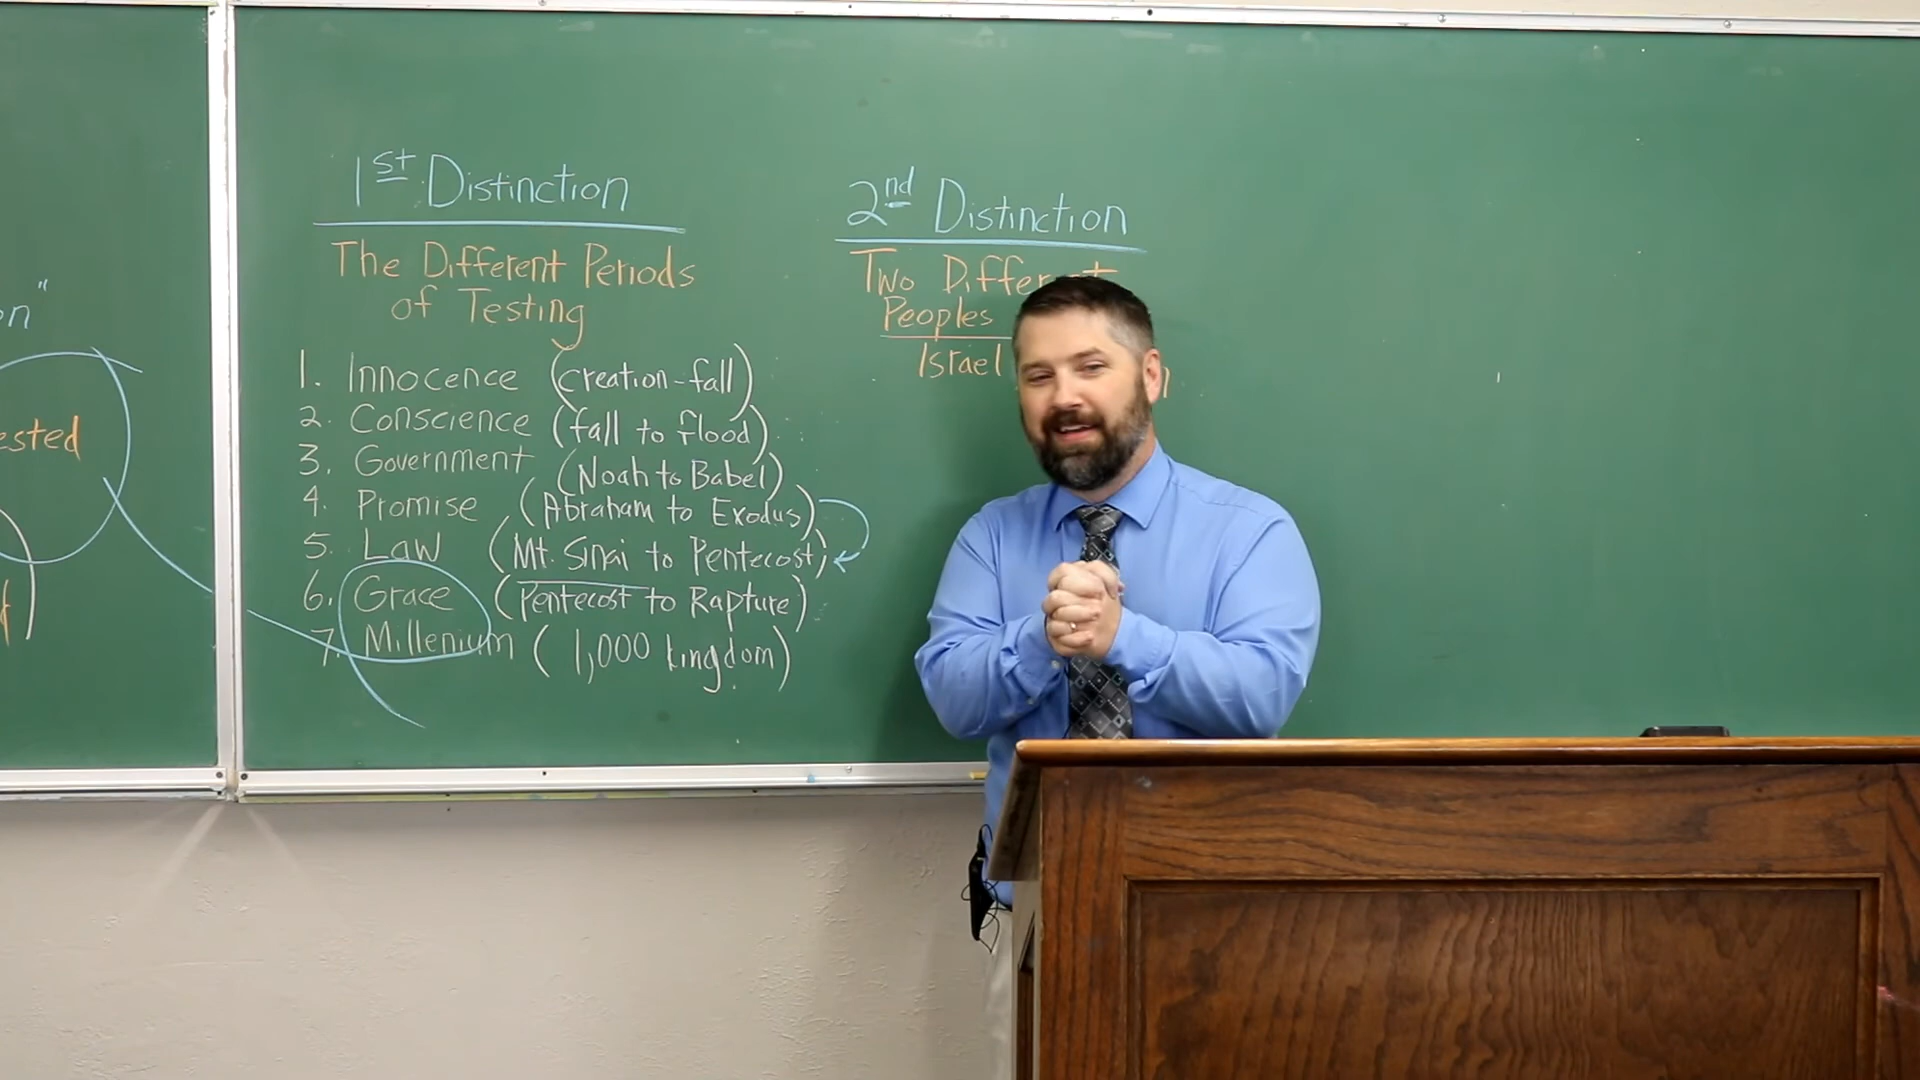 on"
ested
1st Distinction
The Different Periods
of Testing
1. Innocence (creation-fall)
2. Conscience (fall to flood)
3. Government (Noah to Babel)
4. Promise (Abraham to Exodus)
5. Law (Mt. Sinai to Pentecost)
6. Grace (Pentecost to Rapture)
7. Millenium (1,000 kingdom)
2nd Distinction
Two Different
Peoples
Israel